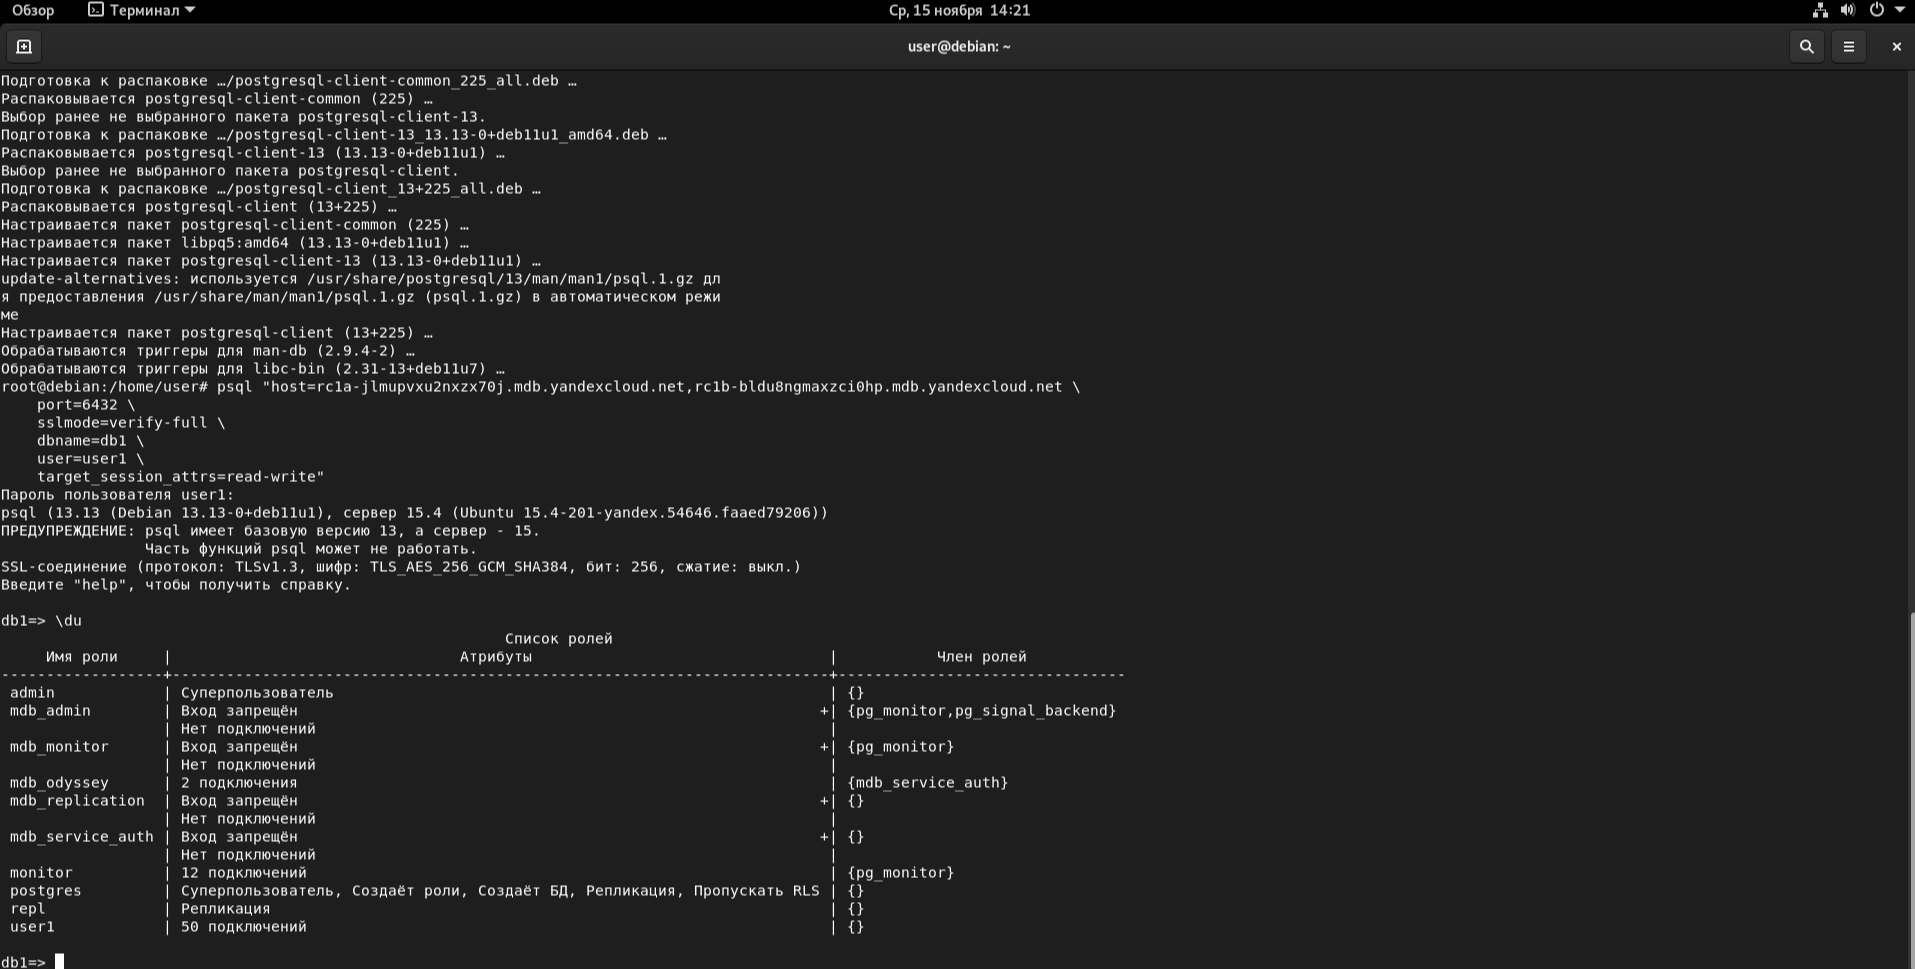 Обзор
Терминал
Ср, 15 ноября 14:21
user@debian: ~
Подготовка к распаковке …/postgresql-client-common_225_all.deb …
Распаковывается postgresql-client-common (225) …
Выбор ранее не выбранного пакета postgresql-client-13.
Подготовка к распаковке …/postgresql-client-13_13.13-0+deb11u1_amd64.deb …
Распаковывается postgresql-client-13 (13.13-0+deb11u1) …
Выбор ранее не выбранного пакета postgresql-client.
Подготовка к распаковке …/postgresql-client_13+225_all.deb …
Распаковывается postgresql-client (13+225) …
Настраивается пакет postgresql-client-common (225) …
Настраивается пакет libpq5:amd64 (13.13-0+deb11u1) …
Настраивается пакет postgresql-client-13 (13.13-0+deb11u1) …
update-alternatives: используется /usr/share/postgresql/13/man/man1/psql.1.gz дл
я предоставления /usr/share/man/man1/psql.1.gz (psql.1.gz) в автоматическом режи
ме
Настраивается пакет postgresql-client (13+225) …
Обрабатываются триггеры для man-db (2.9.4-2) …
Обрабатываются триггеры для libc-bin (2.31-13+deb11u7) …
root@debian:/home/user# psql "host=rc1a-jlmupvxu2nxzx70j.mdb.yandexcloud.net,rc1b-bldu8ngmaxzci0hp.mdb.yandexcloud.net \
    port=6432 \
    sslmode=verify-full \
    dbname=db1 \
    user=user1 \
    target_session_attrs=read-write"
Пароль пользователя user1:
psql (13.13 (Debian 13.13-0+deb11u1), сервер 15.4 (Ubuntu 15.4-201-yandex.54646.faaed79206))
ПРЕДУПРЕЖДЕНИЕ: psql имеет базовую версию 13, а сервер - 15.
                Часть функций psql может не работать.
SSL-соединение (протокол: TLSv1.3, шифр: TLS_AES_256_GCM_SHA384, бит: 256, сжатие: выкл.)
Введите "help", чтобы получить справку.
db1=> \du
Список ролей
Имя роли | Атрибуты | Член ролей
------------------+-------------------------------------------------------------------------+--------------------------------
admin | Суперпользователь | {}
mdb_admin | Вход запрещён +| {pg_monitor,pg_signal_backend}
| Нет подключений |
mdb_monitor | Вход запрещён +| {pg_monitor}
| Нет подключений |
mdb_odyssey | 2 подключения | {mdb_service_auth}
mdb_replication | Вход запрещён +| {}
| Нет подключений |
mdb_service_auth | Вход запрещён +| {}
| Нет подключений |
monitor | 12 подключений | {pg_monitor}
postgres | Суперпользователь, Создаёт роли, Создаёт БД, Репликация, Пропускать RLS | {}
repl | Репликация | {}
user1 | 50 подключений | {}
db1=>